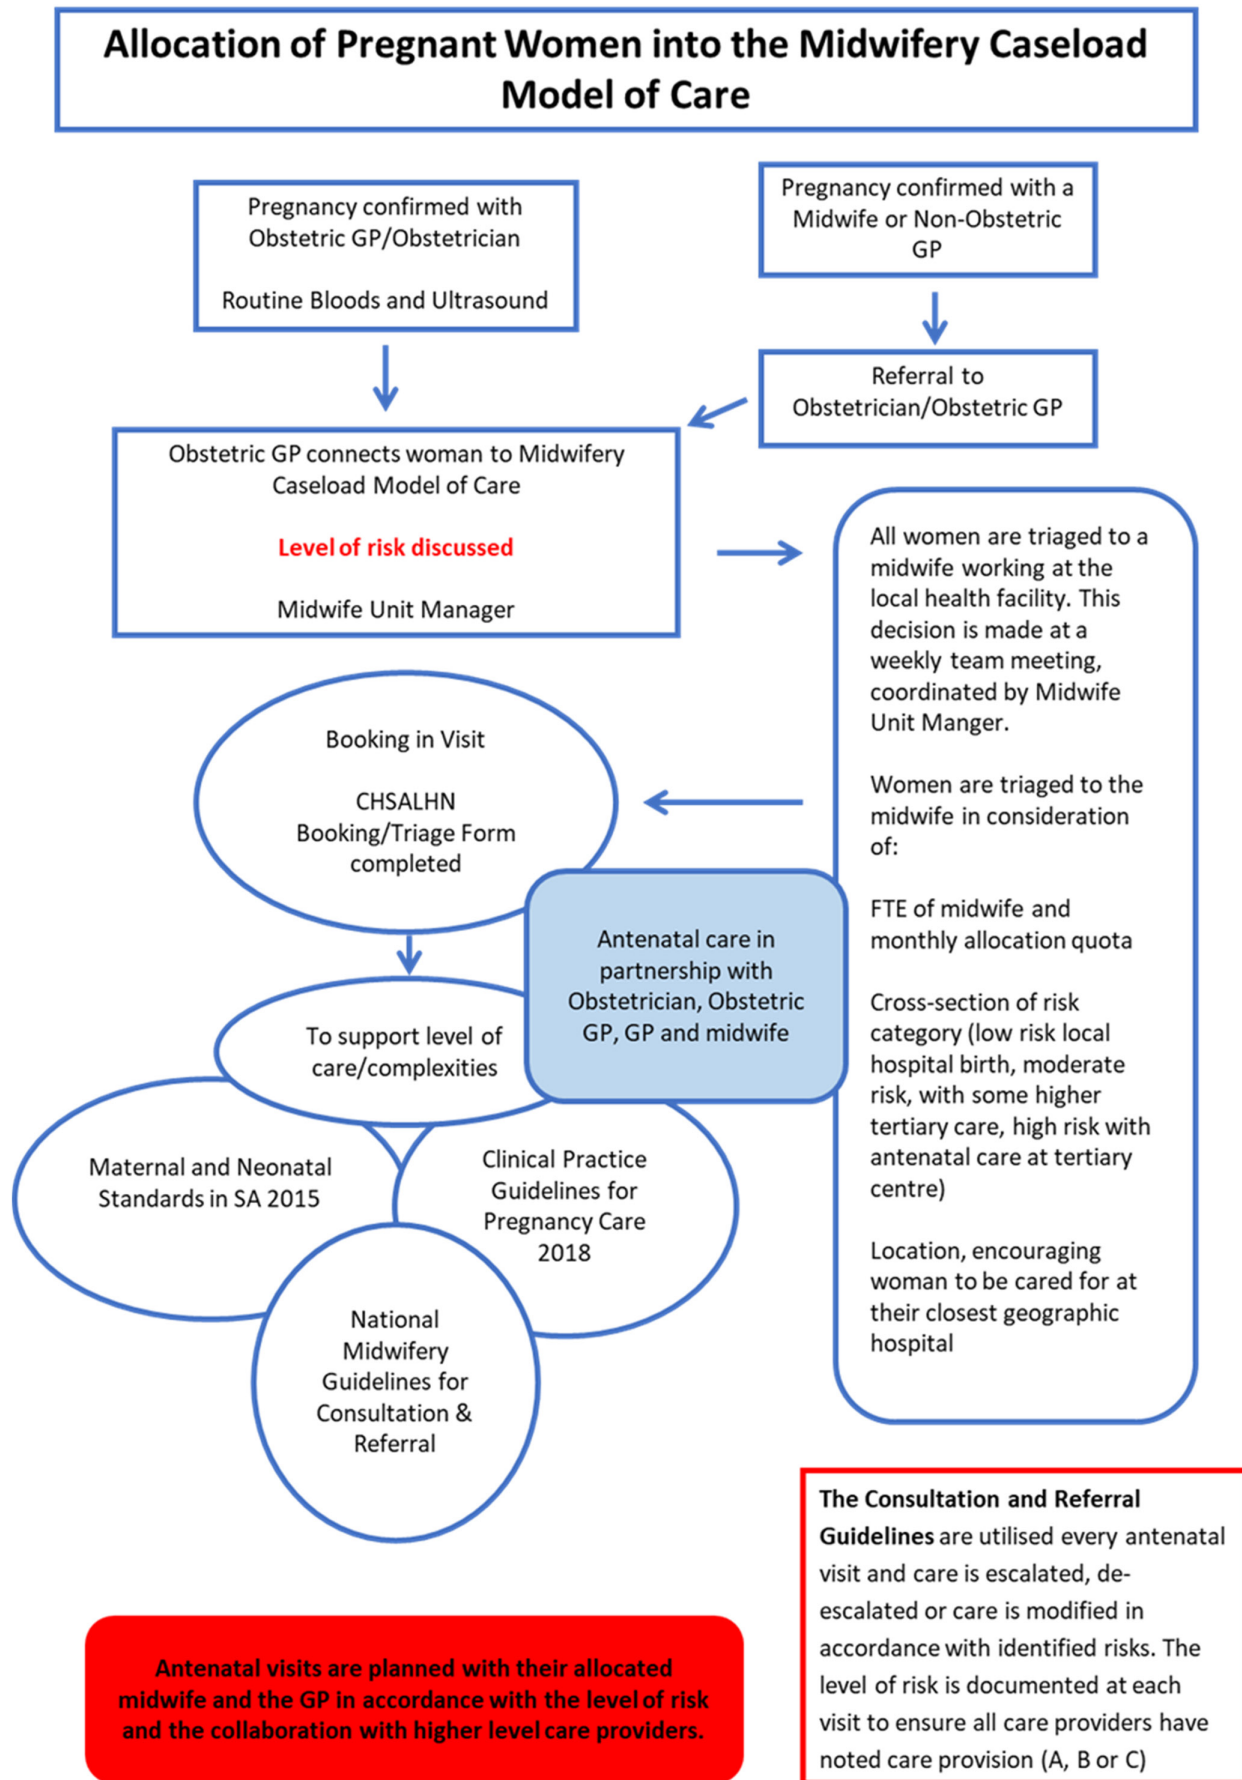 Allocation of Pregnant Women into the Midwifery Caseload
Model of Care
Pregnancy confirmed with
Obstetric GP/Obstetrician
Routine Bloods and Ultrasound
Pregnancy confirmed with a
Midwife or Non-Obstetric
GP
Referral to
Obstetrician/Obstetric GP
Obstetric GP connects woman to Midwifery
Caseload Model of Care
Level of risk discussed
Midwife Unit Manager
All women are triaged to a
midwife working at the
local health facility. This
decision is made at a
weekly team meeting,
coordinated by Midwife
Unit Manger.
Women are triaged to the
midwife in consideration
of:
FTE of midwife and
monthly allocation quota
Cross-section of risk
category (low risk local
hospital birth, moderate
risk, with some higher
tertiary care, high risk with
antenatal care at tertiary
centre)
Location, encouraging
woman to be cared for at
their closest geographic
hospital
Booking in Visit
CHSALHN
Booking/Triage Form
completed
Antenatal care in
partnership with
Obstetrician, Obstetric
GP, GP and midwife
To support level of
care/complexities
Maternal and Neonatal
Standards in SA 2015
Clinical Practice
Guidelines for
Pregnancy Care
2018
National
Midwifery
Guidelines for
Consultation &
Referral
The Consultation and Referral
Guidelines are utilised every antenatal
visit and care is escalated, de-
escalated or care is modified in
accordance with identified risks. The
level of risk is documented at each
visit to ensure all care providers have
noted care provision (A, B or C)
Antenatal visits are planned with their allocated
midwife and the GP in accordance with the level of risk
and the collaboration with higher level care providers.